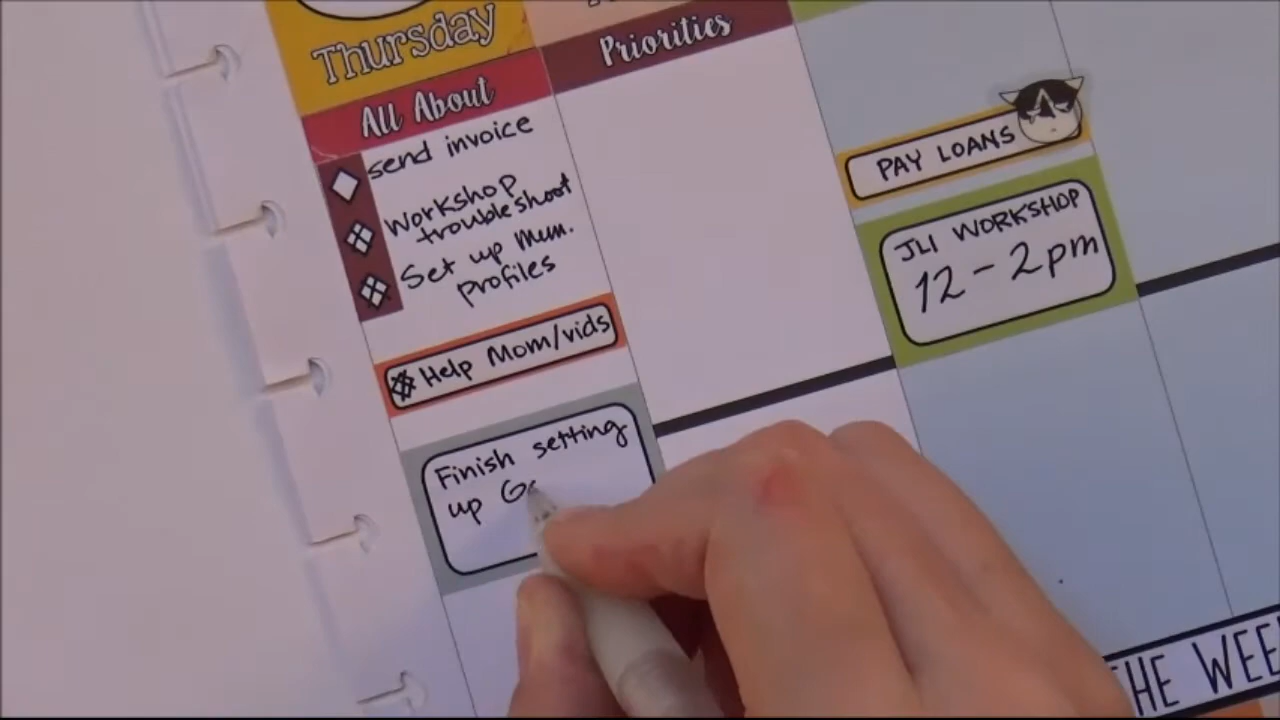 Thursday
All About
send invoice
Workshop
troubleshoot
Set up Mem.
profiles
Help Mom/vids
Finish setting
up
Priorities
PAY LOANS
JLI WORKSHOP
12-2pm
THE WEE